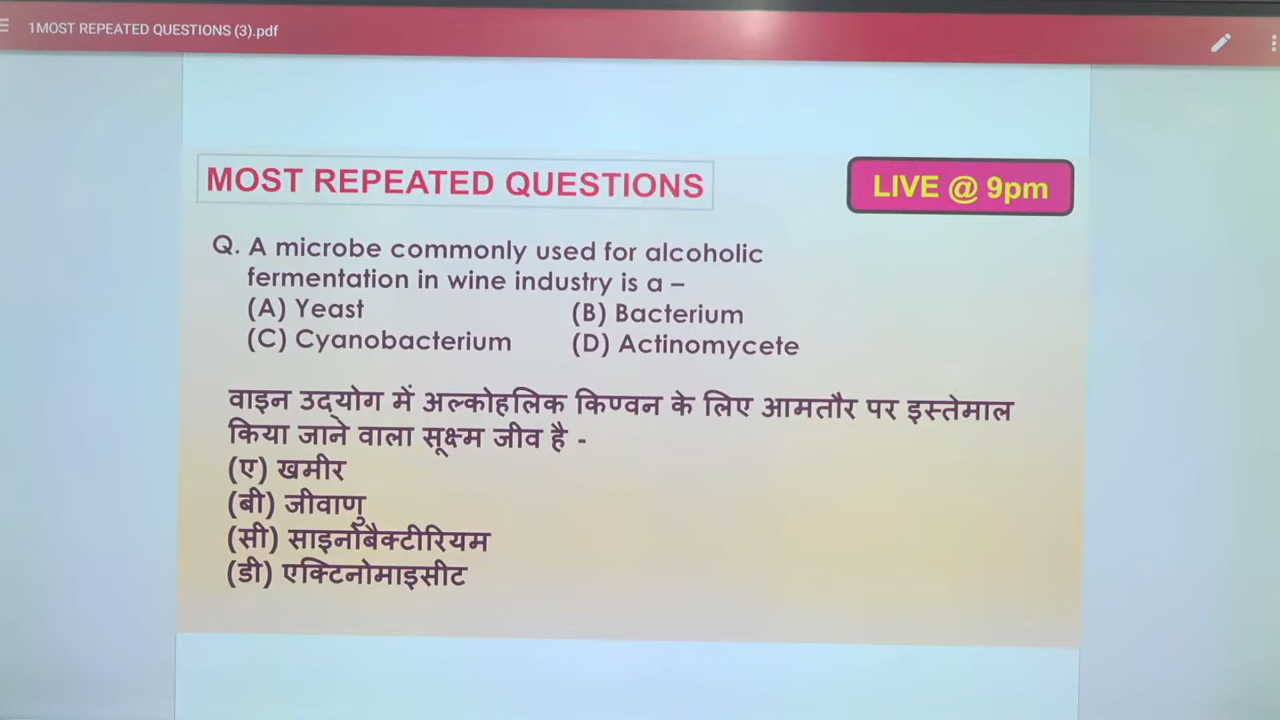 1MOST REPEATED QUESTIONS (3).pdf
MOST REPEATED QUESTIONS
LIVE @ 9pm
Q. A microbe commonly used for alcoholic
fermentation in wine industry is a –
(A) Yeast (B) Bacterium
(C) Cyanobacterium (D) Actinomycete
वाइन उद्योग में अल्कोहलिक किण्वन के लिए आमतौर पर इस्तेमाल
किया जाने वाला सूक्ष्म जीव है -
(ए) खमीर
(बी) जीवाणु
(सी) साइनोबैक्टीरियम
(डी) एक्टिनोमाइसीट